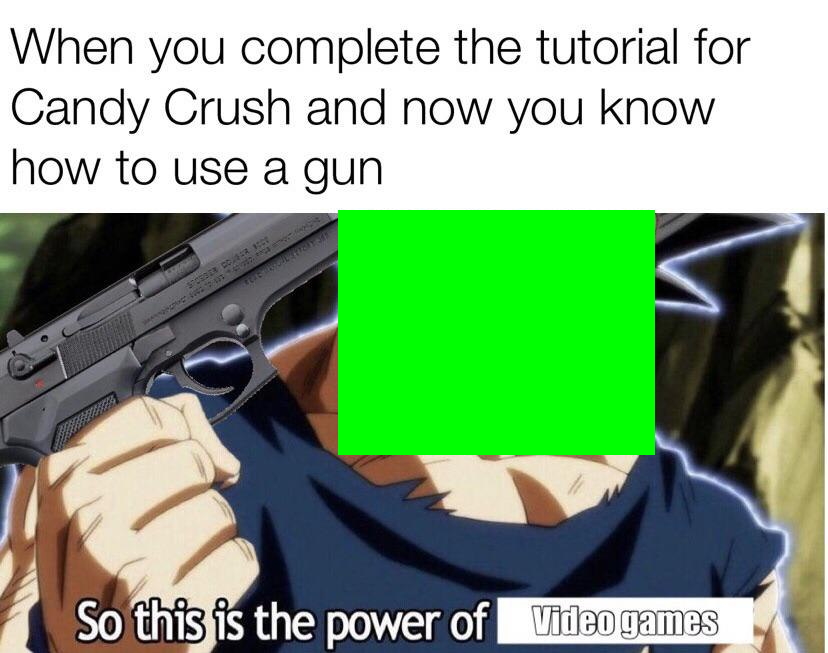 When you complete the tutorial for
Candy Crush and now you know
how to use a gun
So this is the power of Video games